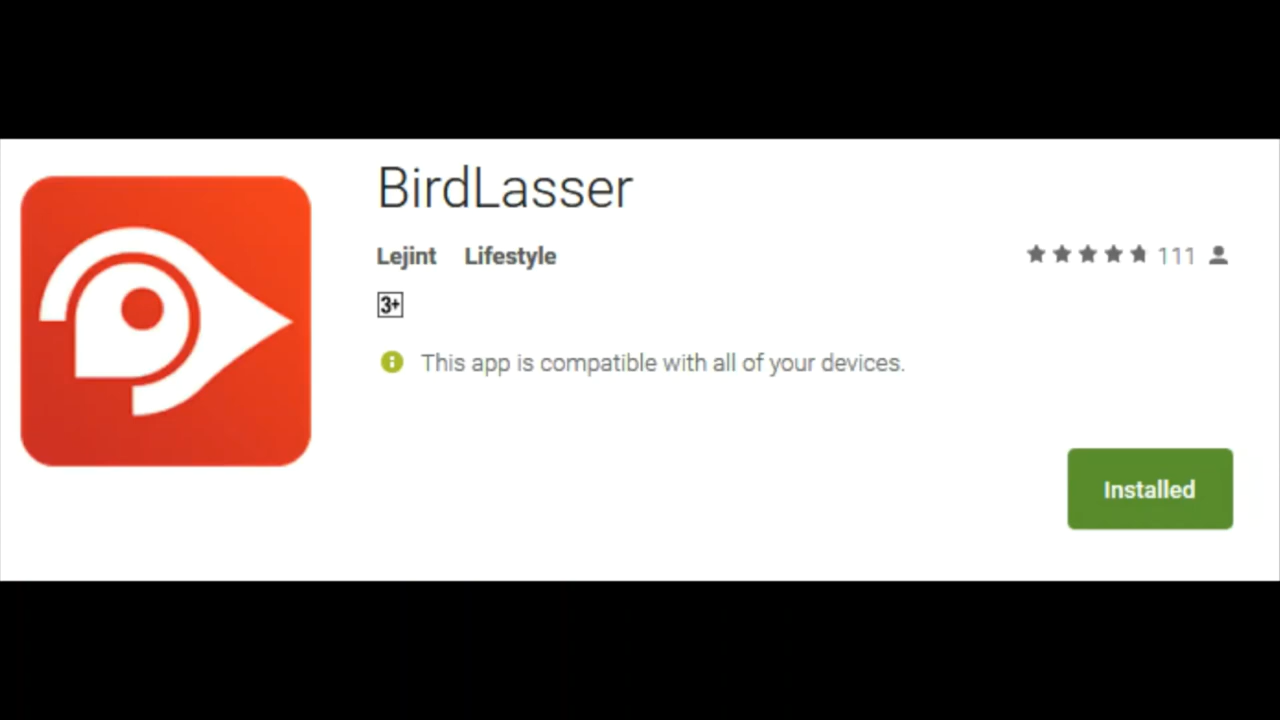 BirdLasser
Lejint Lifestyle 111
3+
This app is compatible with all of your devices.
Installed